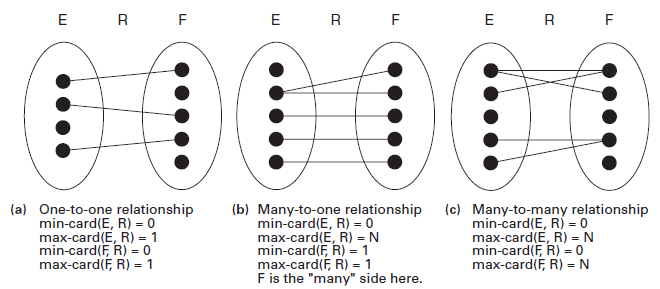 E R F
E R F
E R F
(a) One-to-one relationship
min-card(E, R) = 0
max-card(E, R) = 1
min-card(F, R) = 0
max-card(F, R) = 1
(b) Many-to-one relationship
min-card(E, R) = 0
max-card(E, R) = N
min-card(F, R) = 1
max-card(F, R) = 1
F is the "many" side here.
(c) Many-to-many relationship
min-card(E, R) = 0
max-card(E, R) = N
min-card(F, R) = 0
max-card(F, R) = N